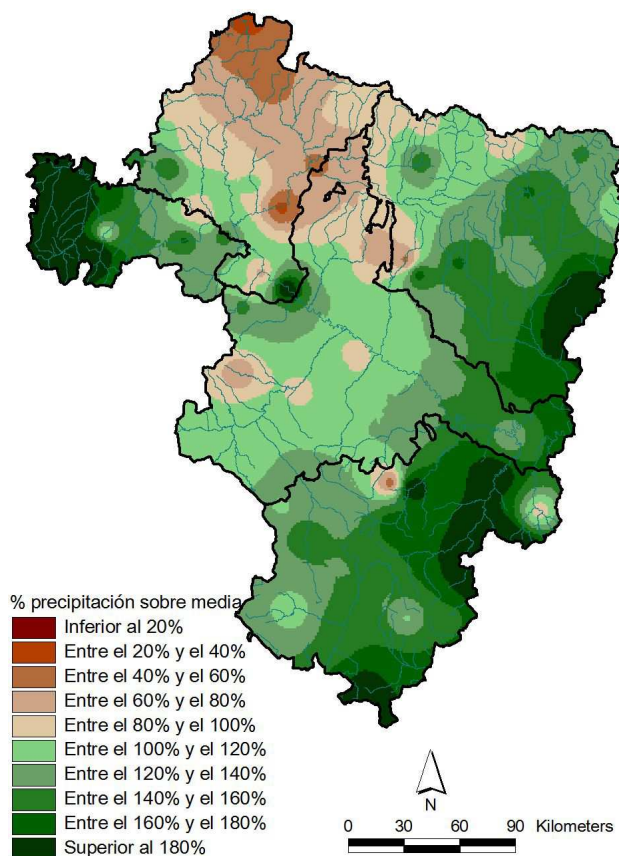 % precipitación sobre media
Inferior al 20%
Entre el 20% y el 40%
Entre el 40% y el 60%
Entre el 60% y el 80%
Entre el 80% y el 100%
Entre el 100% y el 120%
Entre el 120% y el 140%
Entre el 140% y el 160%
Entre el 160% y el 180%
Superior al 180%
N
0 30 60 90 Kilometers